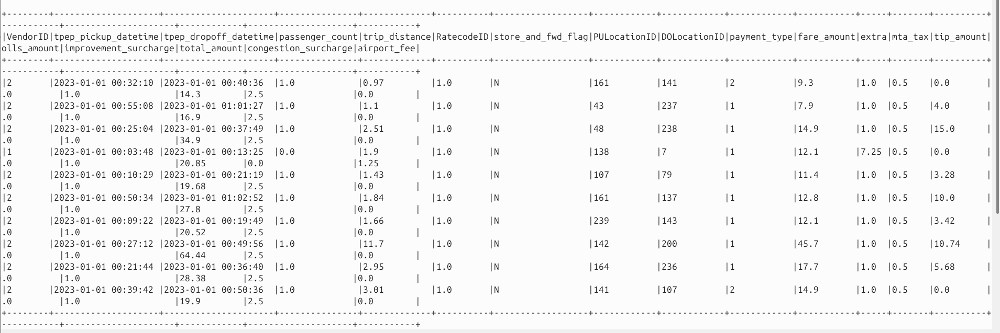 +--------+--------------------+---------------------+---------------+-------------+----------+------------------+------------+------------+------------+-----------+-----+-------+----------+
-----------+---------------------+------------+--------------------+-----------+
|VendorID|tpep_pickup_datetime|tpep_dropoff_datetime|passenger_count|trip_distance|RatecodeID|store_and_fwd_flag|PULocationID|DOLocationID|payment_type|fare_amount|extra|mta_tax|tip_amount|
olls_amount|improvement_surcharge|total_amount|congestion_surcharge|airport_fee|
+--------+--------------------+---------------------+---------------+-------------+----------+------------------+------------+------------+------------+-----------+-----+-------+----------+
-----------+---------------------+------------+--------------------+-----------+
|2       |2023-01-01 00:32:10 |2023-01-01 00:40:36  |1.0            |0.97         |1.0       |N                 |161         |141         |2           |9.3        |1.0  |0.5    |0.0       |
.0         |1.0                  |14.3        |2.5                 |0.0        |
|2       |2023-01-01 00:55:08 |2023-01-01 01:01:27  |1.0            |1.1          |1.0       |N                 |43          |237         |1           |7.9        |1.0  |0.5    |4.0       |
.0         |1.0                  |16.9        |2.5                 |0.0        |
|2       |2023-01-01 00:25:04 |2023-01-01 00:37:49  |1.0            |2.51         |1.0       |N                 |48          |238         |1           |14.9       |1.0  |0.5    |15.0      |
.0         |1.0                  |34.9        |2.5                 |0.0        |
|1       |2023-01-01 00:03:48 |2023-01-01 00:13:25  |0.0            |1.9          |1.0       |N                 |138         |7           |1           |12.1       |7.25 |0.5    |0.0       |
.0         |1.0                  |20.85       |0.0                 |1.25       |
|2       |2023-01-01 00:10:29 |2023-01-01 00:21:19  |1.0            |1.43         |1.0       |N                 |107         |79          |1           |11.4       |1.0  |0.5    |3.28      |
.0         |1.0                  |19.68       |2.5                 |0.0        |
|2       |2023-01-01 00:50:34 |2023-01-01 01:02:52  |1.0            |1.84         |1.0       |N                 |161         |137         |1           |12.8       |1.0  |0.5    |10.0      |
.0         |1.0                  |27.8        |2.5                 |0.0        |
|2       |2023-01-01 00:09:22 |2023-01-01 00:19:49  |1.0            |1.66         |1.0       |N                 |239         |143         |1           |12.1       |1.0  |0.5    |3.42      |
.0         |1.0                  |20.52       |2.5                 |0.0        |
|2       |2023-01-01 00:27:12 |2023-01-01 00:49:56  |1.0            |11.7         |1.0       |N                 |142         |200         |1           |45.7       |1.0  |0.5    |10.74     |
.0         |1.0                  |64.44       |2.5                 |0.0        |
|2       |2023-01-01 00:21:44 |2023-01-01 00:36:40  |1.0            |2.95         |1.0       |N                 |164         |236         |1           |17.7       |1.0  |0.5    |5.68      |
.0         |1.0                  |28.38       |2.5                 |0.0        |
|2       |2023-01-01 00:39:42 |2023-01-01 00:50:36  |1.0            |3.01         |1.0       |N                 |141         |107         |2           |14.9       |1.0  |0.5    |0.0       |
.0         |1.0                  |19.9        |2.5                 |0.0        |
+--------+--------------------+---------------------+---------------+-------------+----------+------------------+------------+------------+------------+-----------+-----+-------+----------+
-----------+---------------------+------------+--------------------+-----------+